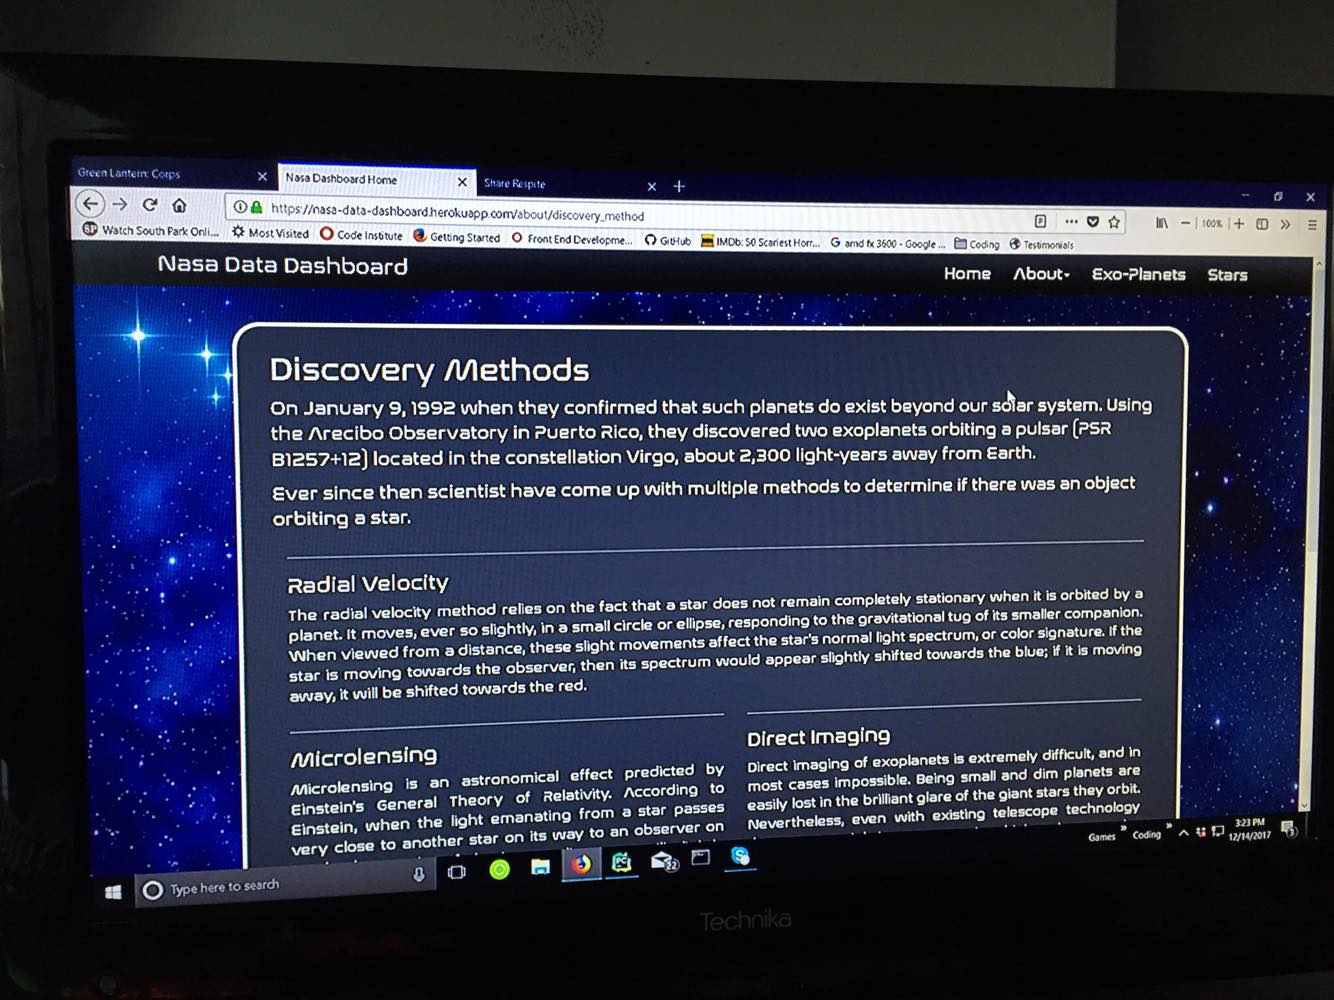 Green Lantern: Corps
Nasa Dashboard Home
Share Respite
https://nasa-data-dashboard.herokuapp.com/about/discovery_method
100%
Watch South Park Onli...
Most Visited
Code Institute
Getting Started
Front End Developme...
GitHub
IMDb: 50 Scariest Horr...
amd fx 3600 - Google ...
Coding
Testimonials
Nasa Data Dashboard
Home
About
Exo-Planets
Stars
Discovery Methods
On January 9, 1992 when they confirmed that such planets do exist beyond our solar system. Using
the Arecibo Observatory in Puerto Rico, they discovered two exoplanets orbiting a pulsar (PSR
B1257+12) located in the constellation Virgo, about 2,300 light-years away from Earth.
Ever since then scientist have come up with multiple methods to determine if there was an object
orbiting a star.
Radial Velocity
The radial velocity method relies on the fact that a star does not remain completely stationary when it is orbited by a
planet. It moves, ever so slightly, in a small circle or ellipse, responding to the gravitational tug of its smaller companion.
When viewed from a distance, these slight movements affect the star's normal light spectrum, or color signature. If the
star is moving towards the observer, then its spectrum would appear slightly shifted towards the blue; if it is moving
away, it will be shifted towards the red.
Microlensing
Microlensing is an astronomical effect predicted by
Einstein's General Theory of Relativity. According to
Einstein, when the light emanating from a star passes
very close to another star on its way to an observer on
Direct Imaging
Direct imaging of exoplanets is extremely difficult, and in
most cases impossible. Being small and dim planets are
easily lost in the brilliant glare of the giant stars they orbit.
Nevertheless, even with existing telescope technology
Type here to search
22
Games
Coding
3:23 PM
12/14/2017
Technika